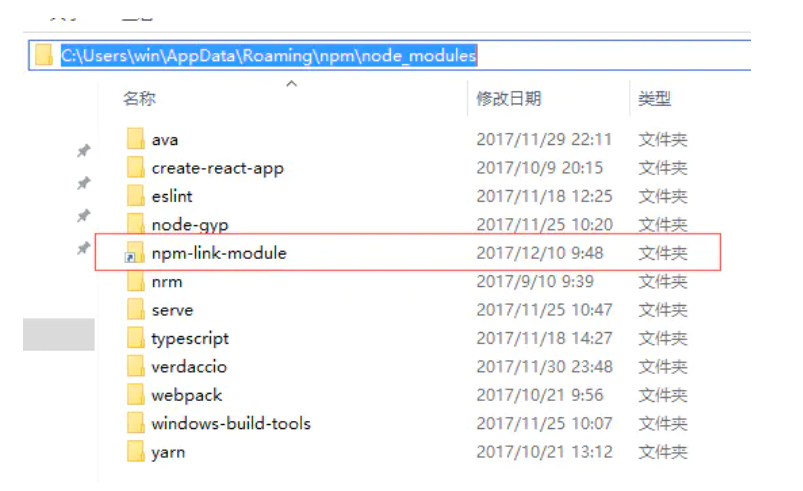 C:\Users\win\AppData\Roaming\npm\node_modules
名称 修改日期 类型
ava 2017/11/29 22:11 文件夹
create-react-app 2017/10/9 20:15 文件夹
eslint 2017/11/18 12:25 文件夹
node-gyp 2017/11/25 10:20 文件夹
npm-link-module 2017/12/10 9:48 文件夹
nrm 2017/9/10 9:39 文件夹
serve 2017/11/25 10:47 文件夹
typescript 2017/11/18 14:27 文件夹
verdaccio 2017/11/30 23:48 文件夹
webpack 2017/10/21 9:56 文件夹
windows-build-tools 2017/11/25 10:07 文件夹
yarn 2017/10/21 13:12 文件夹